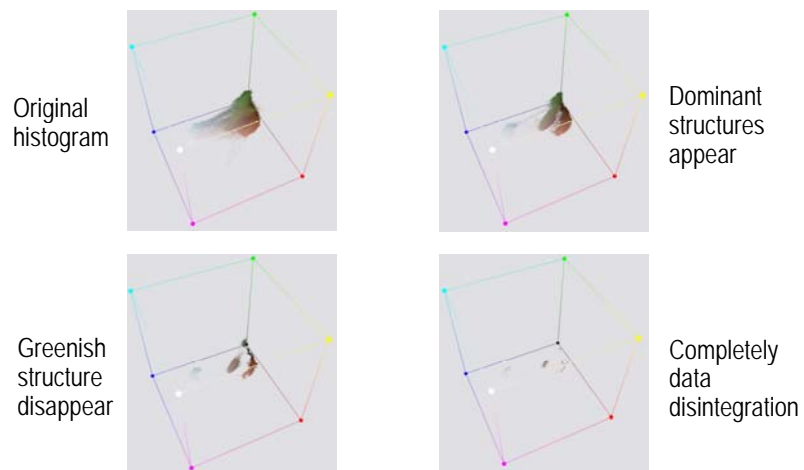 Original
histogram
Dominant
structures
appear
Greenish
structure
disappear
Completely
data
disintegration